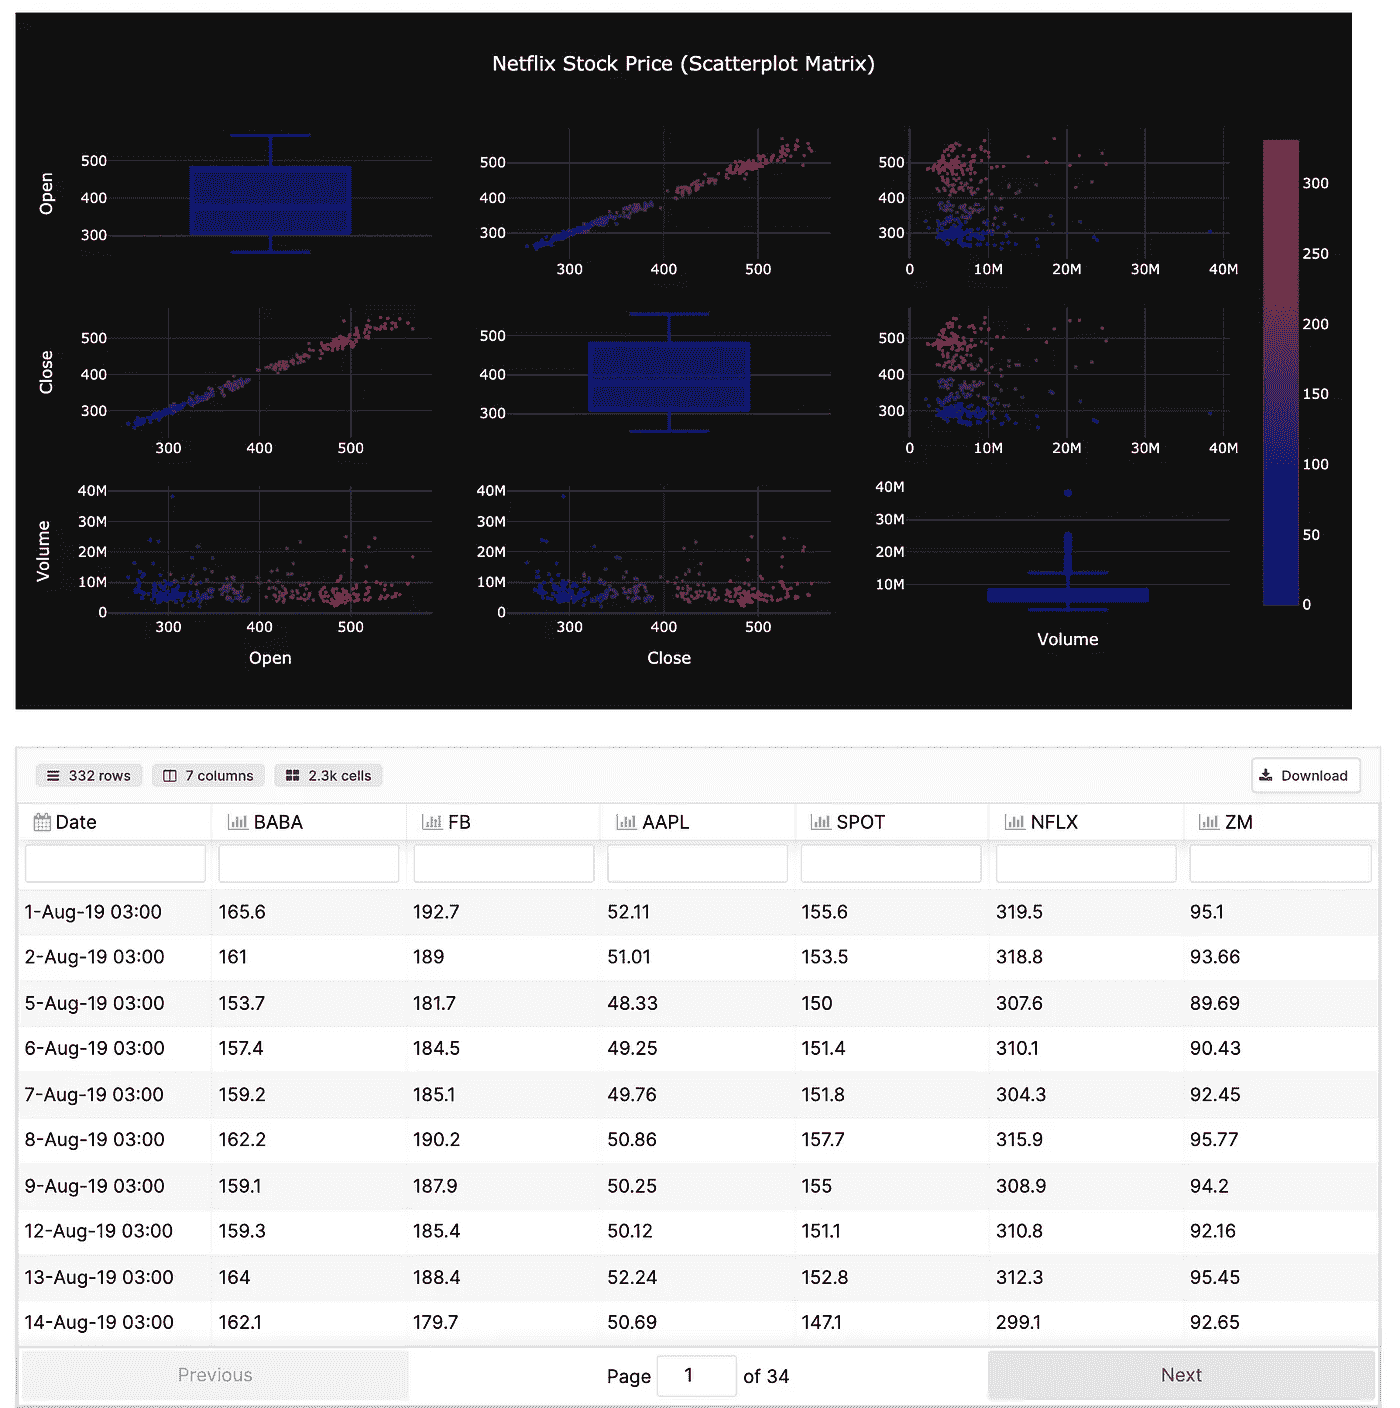 Netflix Stock Price (Scatterplot Matrix)
Open
500
400
300
500
400
300
300 400 500
500
400
300
0 10M 20M 30M 40M
Close
500
400
300
300 400 500
500
400
300
500
400
300
0 10M 20M 30M 40M
Volume
40M
30M
20M
10M
0
300 400 500
Open
40M
30M
20M
10M
0
300 400 500
Close
40M
30M
20M
10M
Volume
300
250
200
150
100
50
0
332 rows 7 columns 2.3k cells Download
Date BABA FB AAPL SPOT NFLX ZM
1-Aug-19 03:00 165.6 192.7 52.11 155.6 319.5 95.1
2-Aug-19 03:00 161 189 51.01 153.5 318.8 93.66
5-Aug-19 03:00 153.7 181.7 48.33 150 307.6 89.69
6-Aug-19 03:00 157.4 184.5 49.25 151.4 310.1 90.43
7-Aug-19 03:00 159.2 185.1 49.76 151.8 304.3 92.45
8-Aug-19 03:00 162.2 190.2 50.86 157.7 315.9 95.77
9-Aug-19 03:00 159.1 187.9 50.25 155 308.9 94.2
12-Aug-19 03:00 159.3 185.4 50.12 151.1 310.8 92.16
13-Aug-19 03:00 164 188.4 52.24 152.8 312.3 95.45
14-Aug-19 03:00 162.1 179.7 50.69 147.1 299.1 92.65
Previous Page 1 of 34 Next